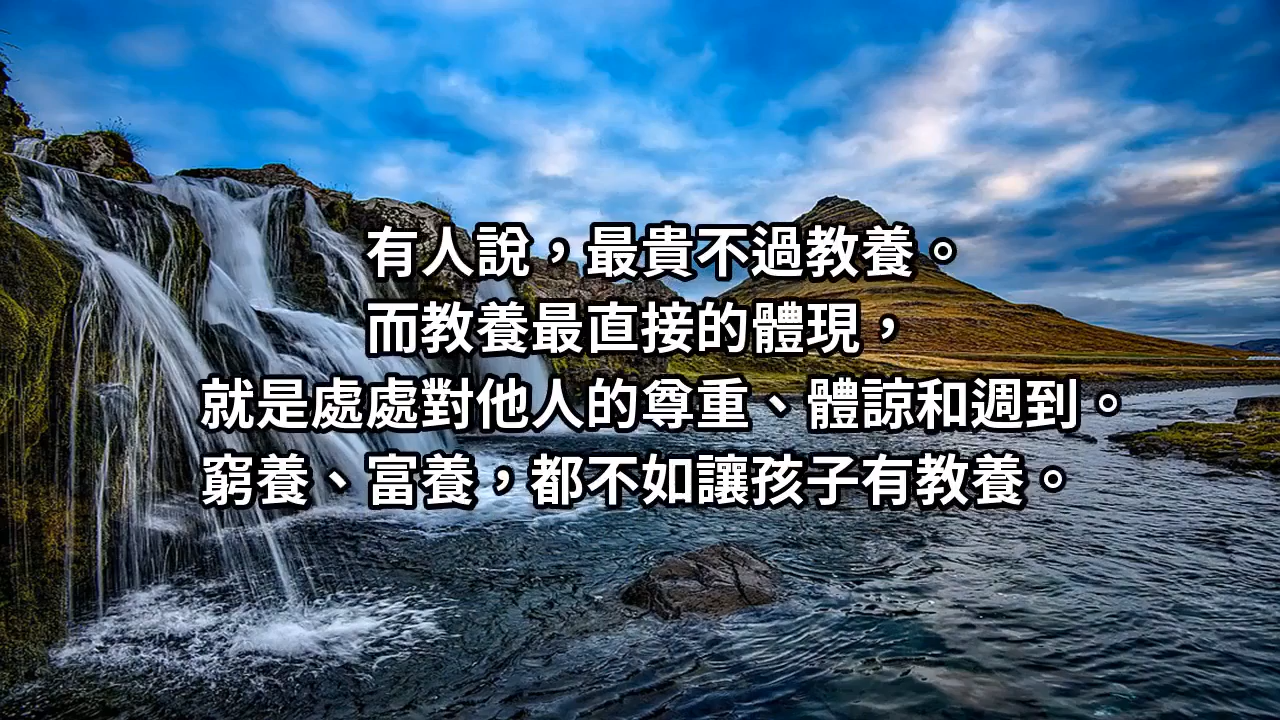 有人說，最貴不過教養。
而教養最直接的體現，
就是處處對他人的尊重、體諒和週到。
窮養、富養，都不如讓孩子有教養。